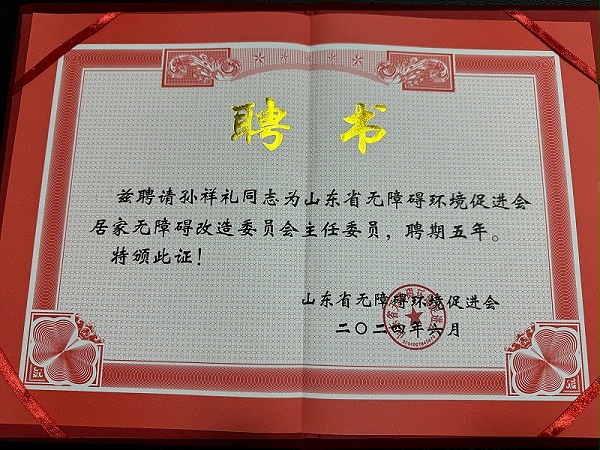 聘书
兹聘请孙祥礼同志为山东省无障碍环境促进会
居家无障碍改造委员会主任委员，聘期五年。
特颁此证！
山东省无障碍环境促进会
二〇二四年六月